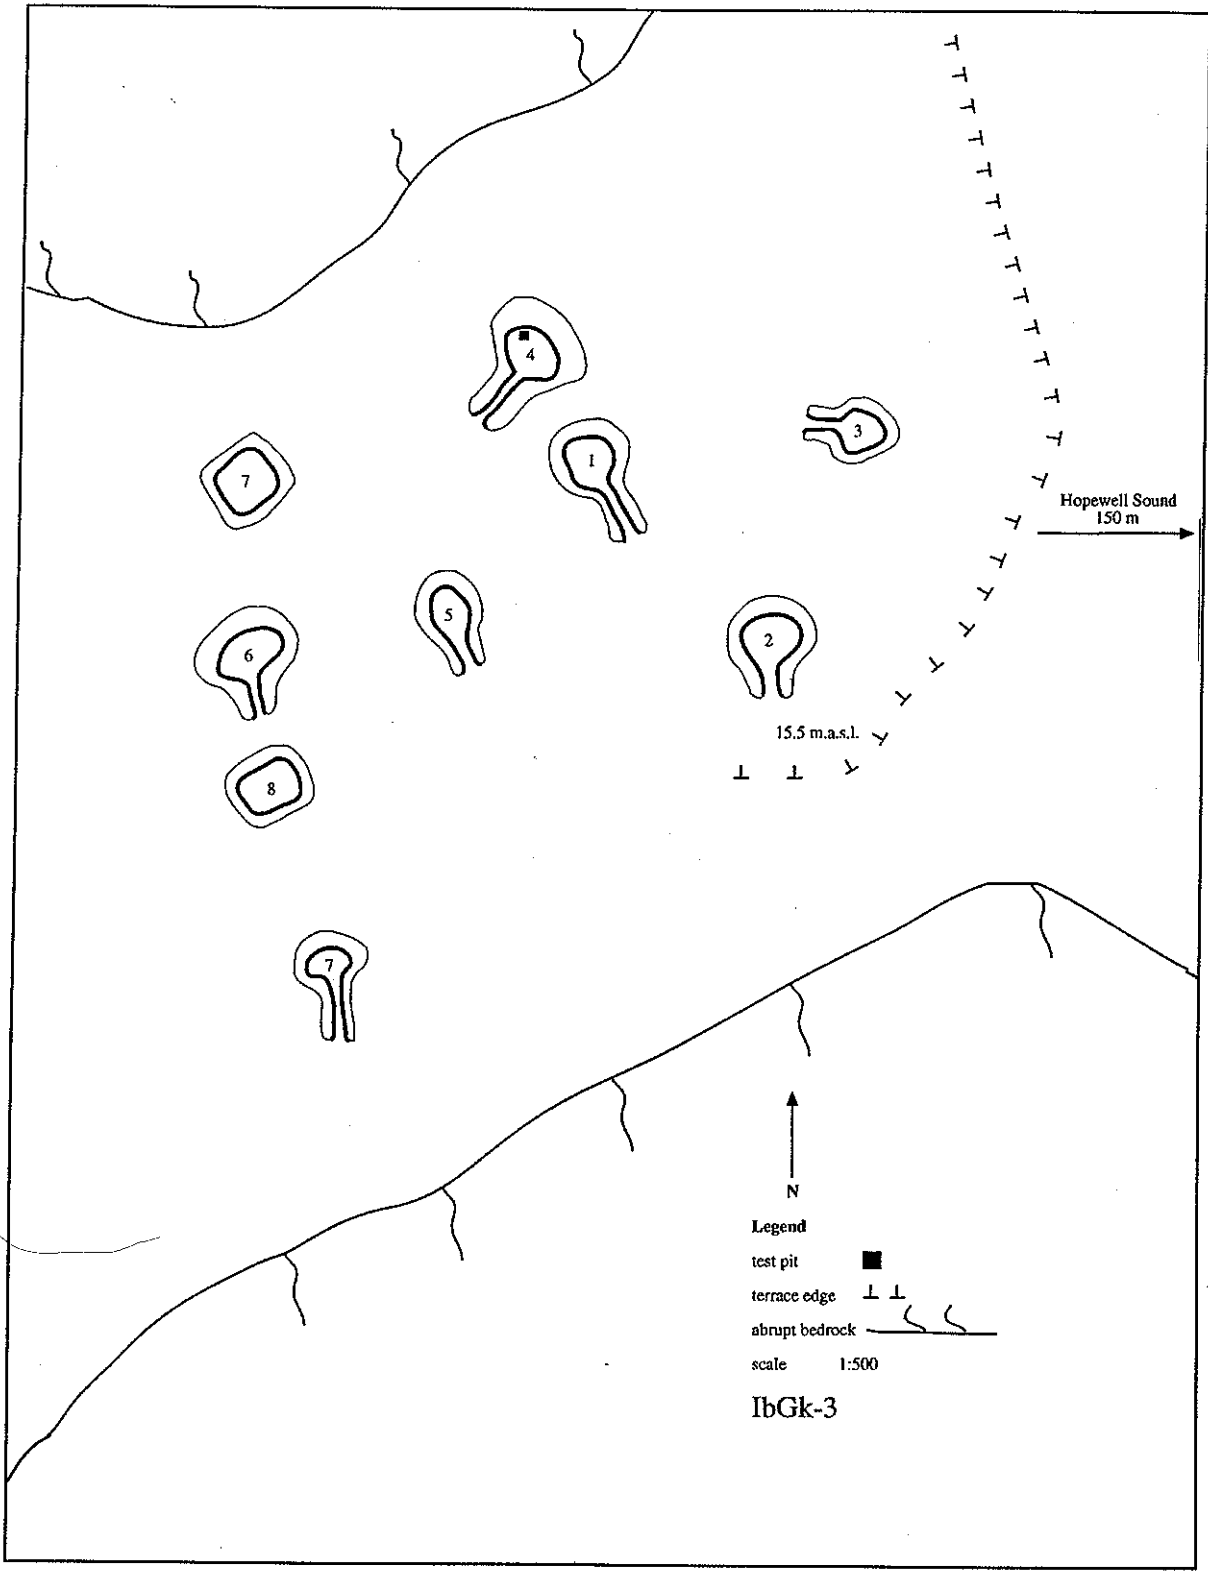 4
3
1
7
Hopewell Sound
150 m
5
2
6
15.5 m.a.s.l.
8
7
N
Legend
test pit
terrace edge
abrupt bedrock
scale 1:500
IbGk-3